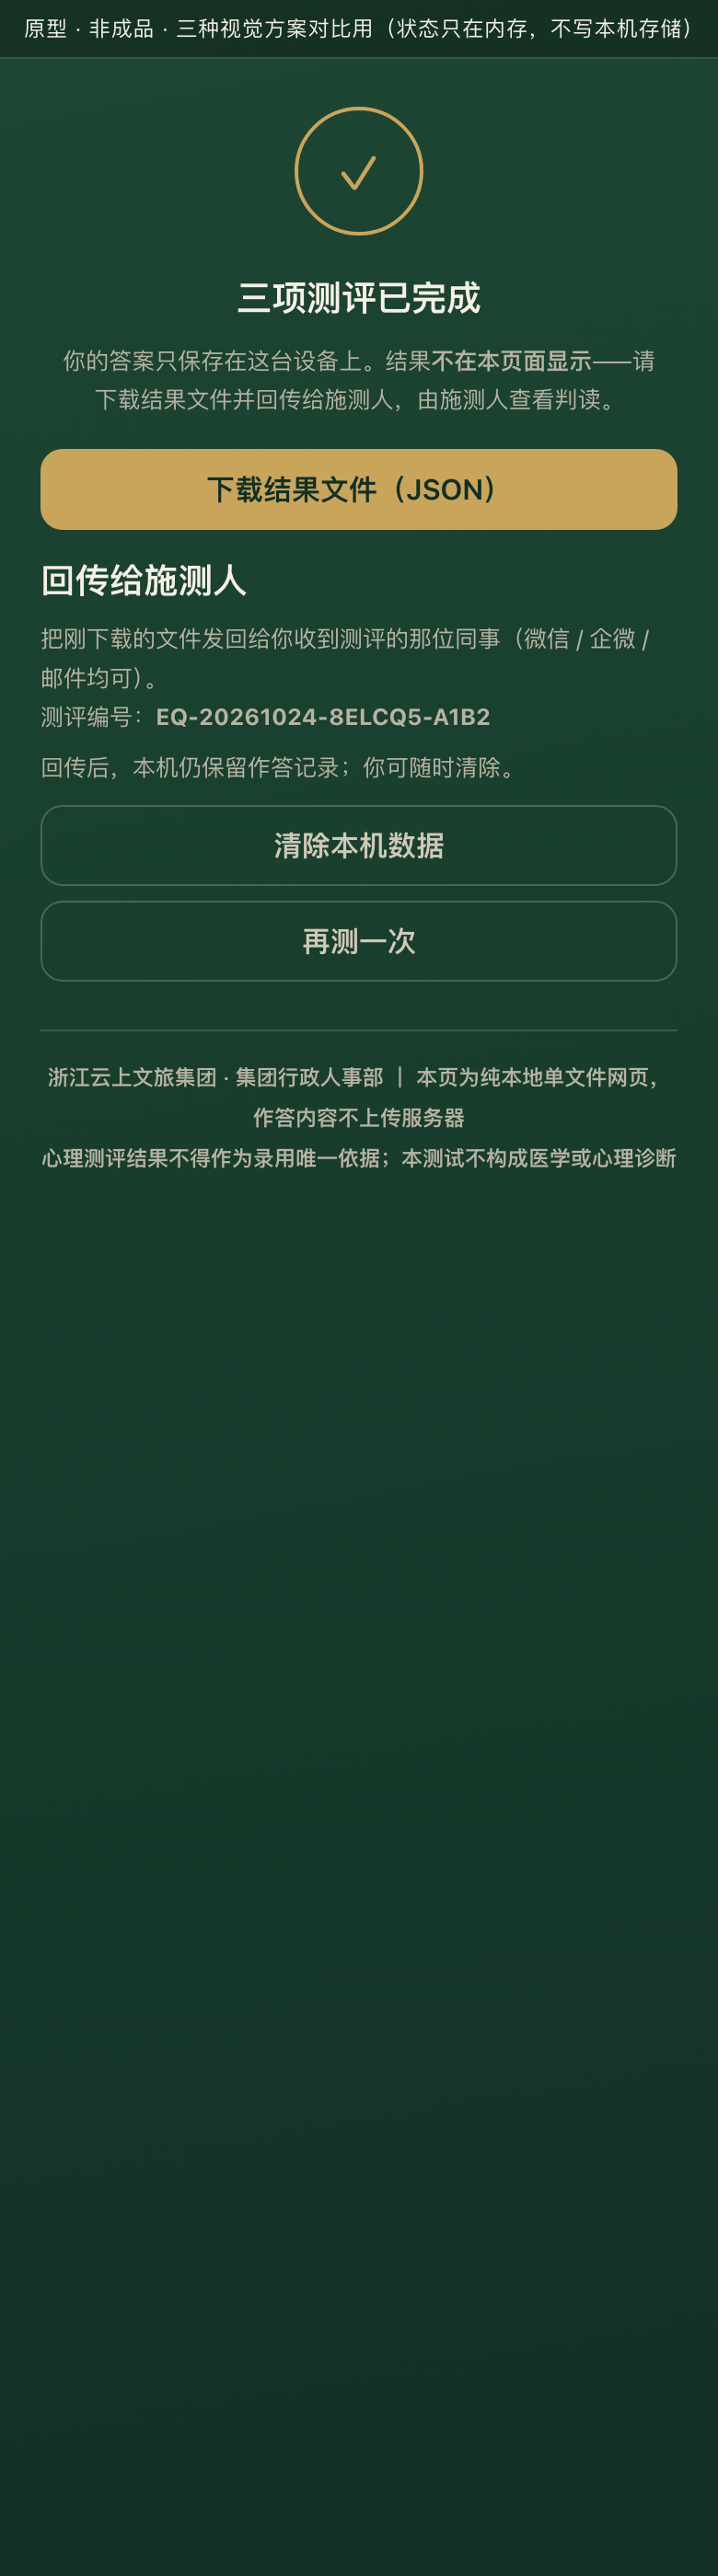 原型 · 非成品 · 三种视觉方案对比用（状态只在内存，不写本机存储）
三项测评已完成
你的答案只保存在这台设备上。结果不在本页面显示——请
下载结果文件并回传给施测人，由施测人查看判读。
下载结果文件（JSON）
回传给施测人
把刚下载的文件发回给你收到测评的那位同事（微信 / 企微 /
邮件均可）。
测评编号：EQ-20261024-8ELCQ5-A1B2
回传后，本机仍保留作答记录；你可随时清除。
清除本机数据
再测一次
浙江云上文旅集团 · 集团行政人事部 ｜ 本页为纯本地单文件网页，
作答内容不上传服务器
心理测评结果不得作为录用唯一依据；本测试不构成医学或心理诊断